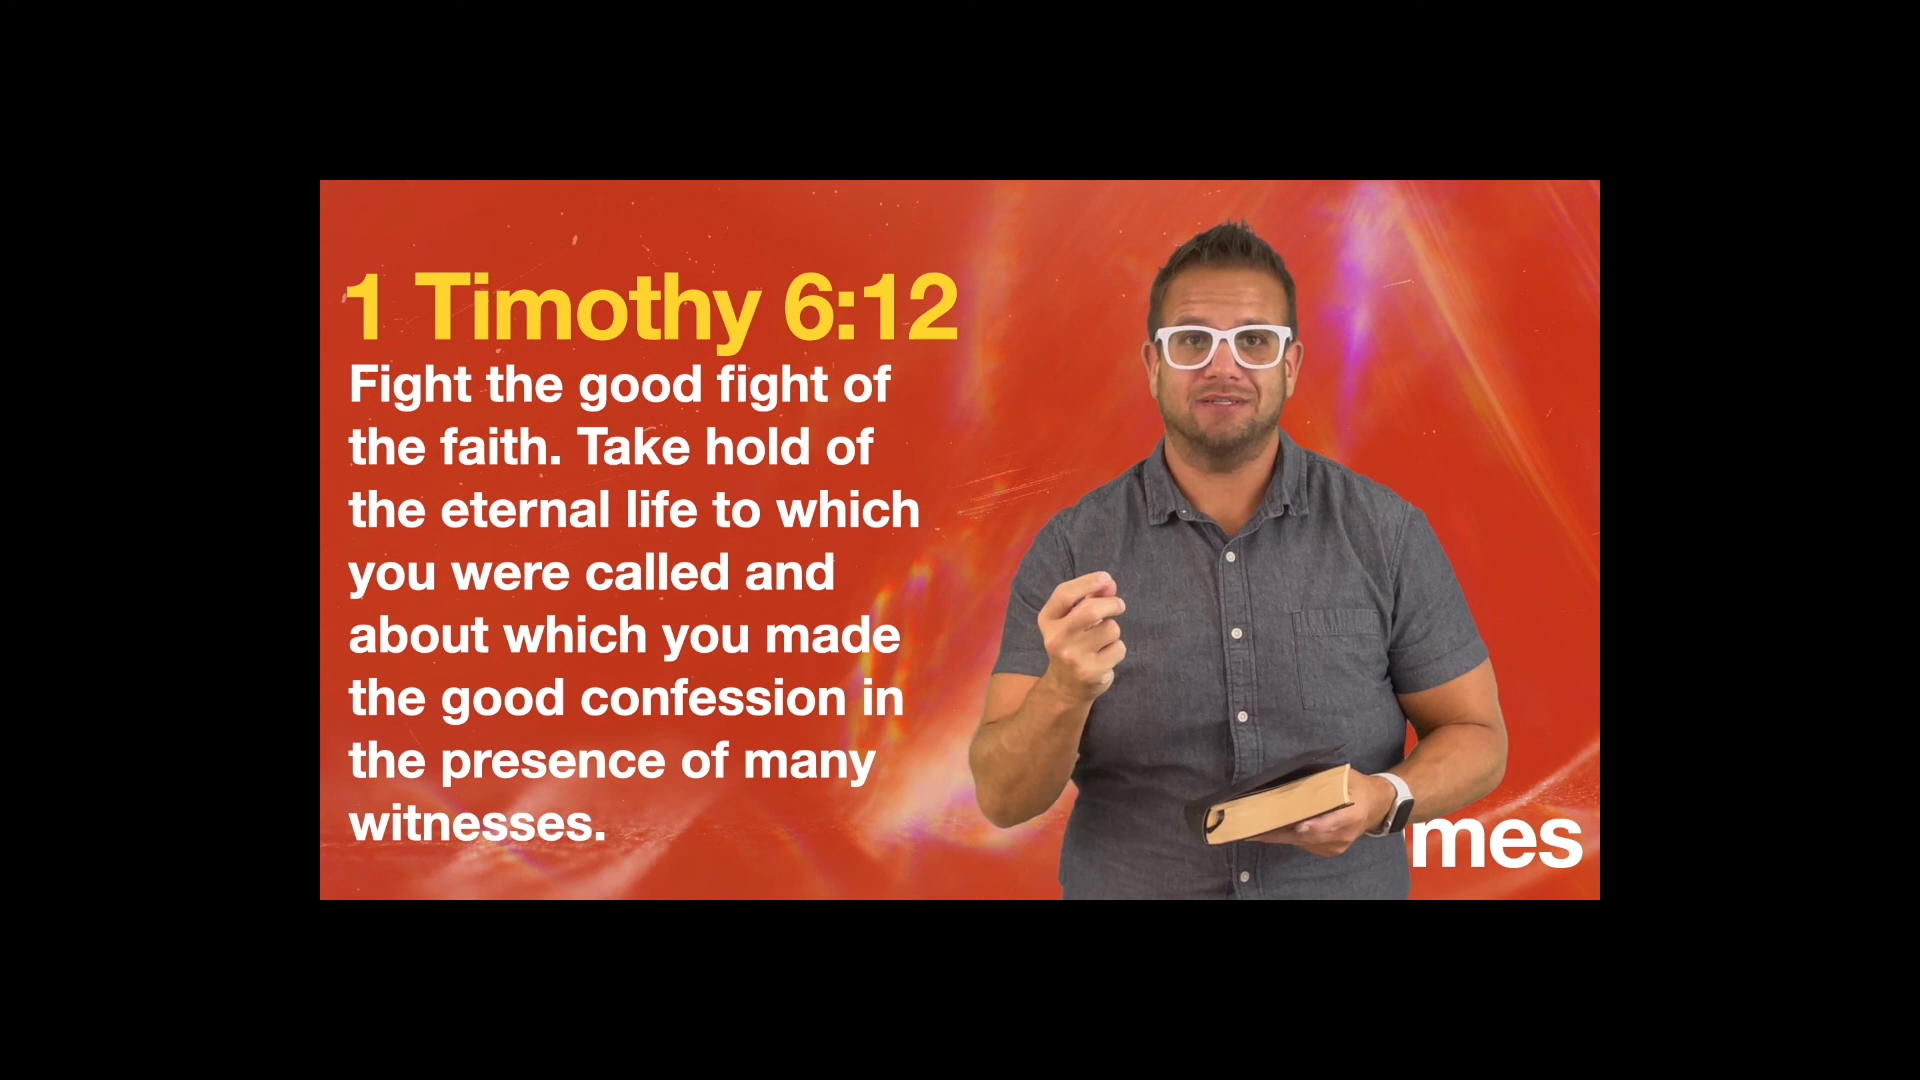 1 Timothy 6:12
Fight the good fight of
the faith. Take hold of
the eternal life to which
you were called and
about which you made
the good confession in
the presence of many
witnesses.
mes